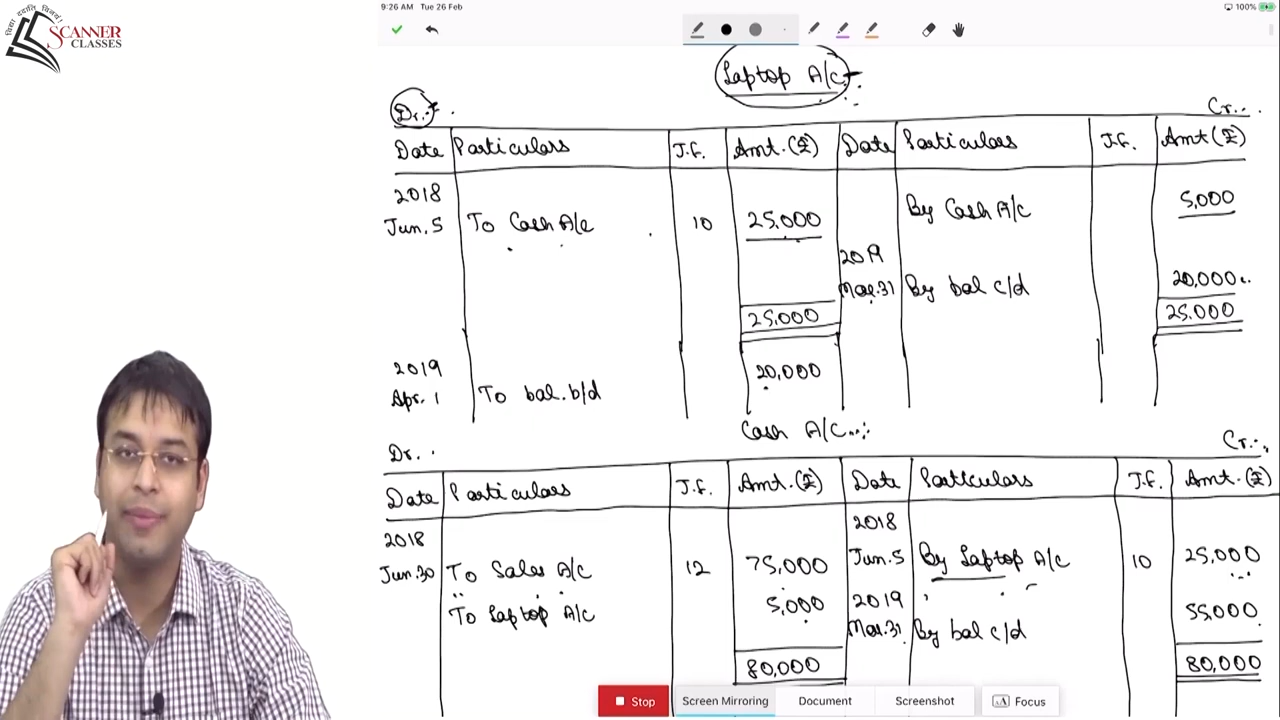 विद्या ददाति विनयं!
SCANNER
CLASSES
9:26 AM Tue 26 Feb
100%
Laptop A/c
Dr. Cr.
Date Particulars J.F. Amt.(₹) Date Particulars J.F. Amt(₹)
2018
Jun.5 To Cash A/c 10 25,000 By Cash A/c 5,000
2019
Mar.31 By bal c/d 20,000
25,000 25,000
2019
Apr. 1 To bal. b/d 20,000
Cash A/c
Dr. Cr.
Date Particulars J.F. Amt.(₹) Date Particulars J.F. Amt.(₹)
2018 2018
Jun.30 To Sales A/c 12 75,000 Jun.5 By Laptop A/c 10 25,000
To Laptop A/c 5,000 2019
Mar.31 By bal c/d 55,000
80,000 80,000
Stop Screen Mirroring Document Screenshot Focus